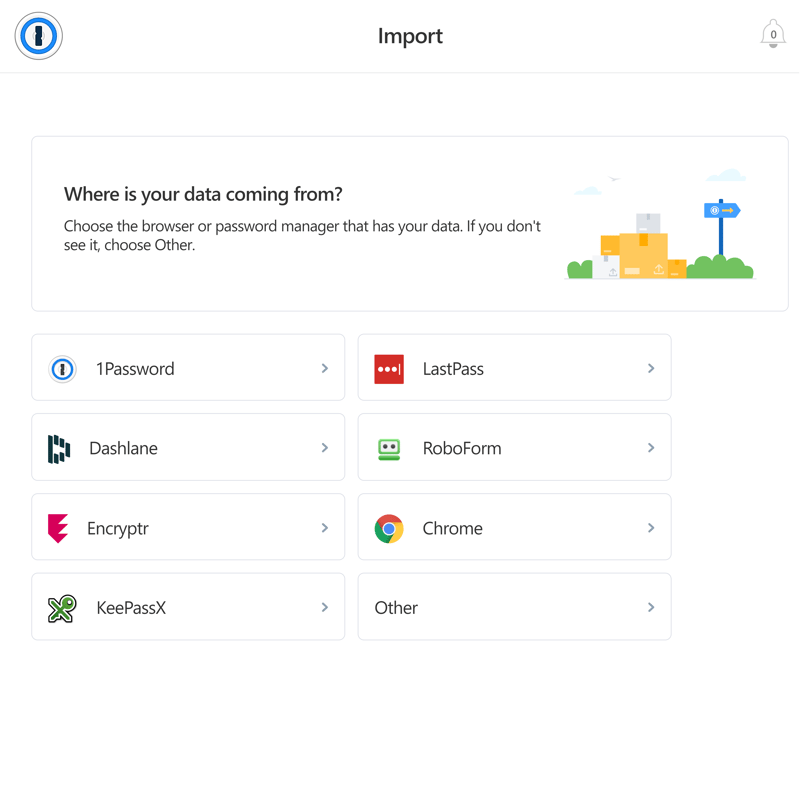 Import
0
Where is your data coming from?
Choose the browser or password manager that has your data. If you don't
see it, choose Other.
1Password
LastPass
Dashlane
RoboForm
Encryptr
Chrome
KeePassX
Other